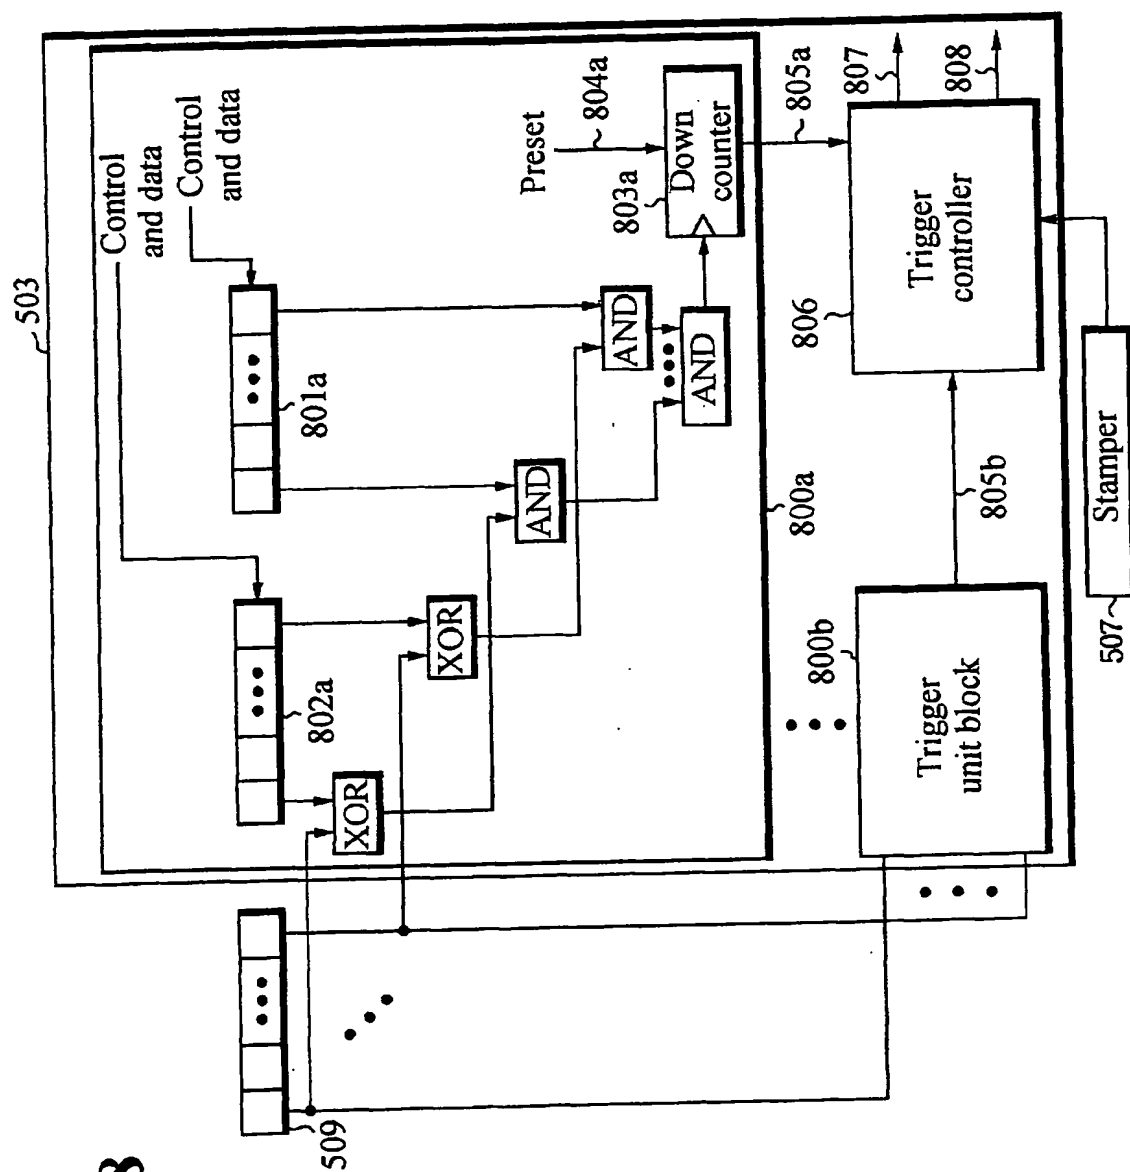 503
Control
and data
Control
and data
801a
802a
XOR
XOR
AND
AND
AND
Preset
804a
803a
Down
counter
805a
800a
509
807
808
806
Trigger
controller
805b
800b
Trigger
unit block
Stamper
507